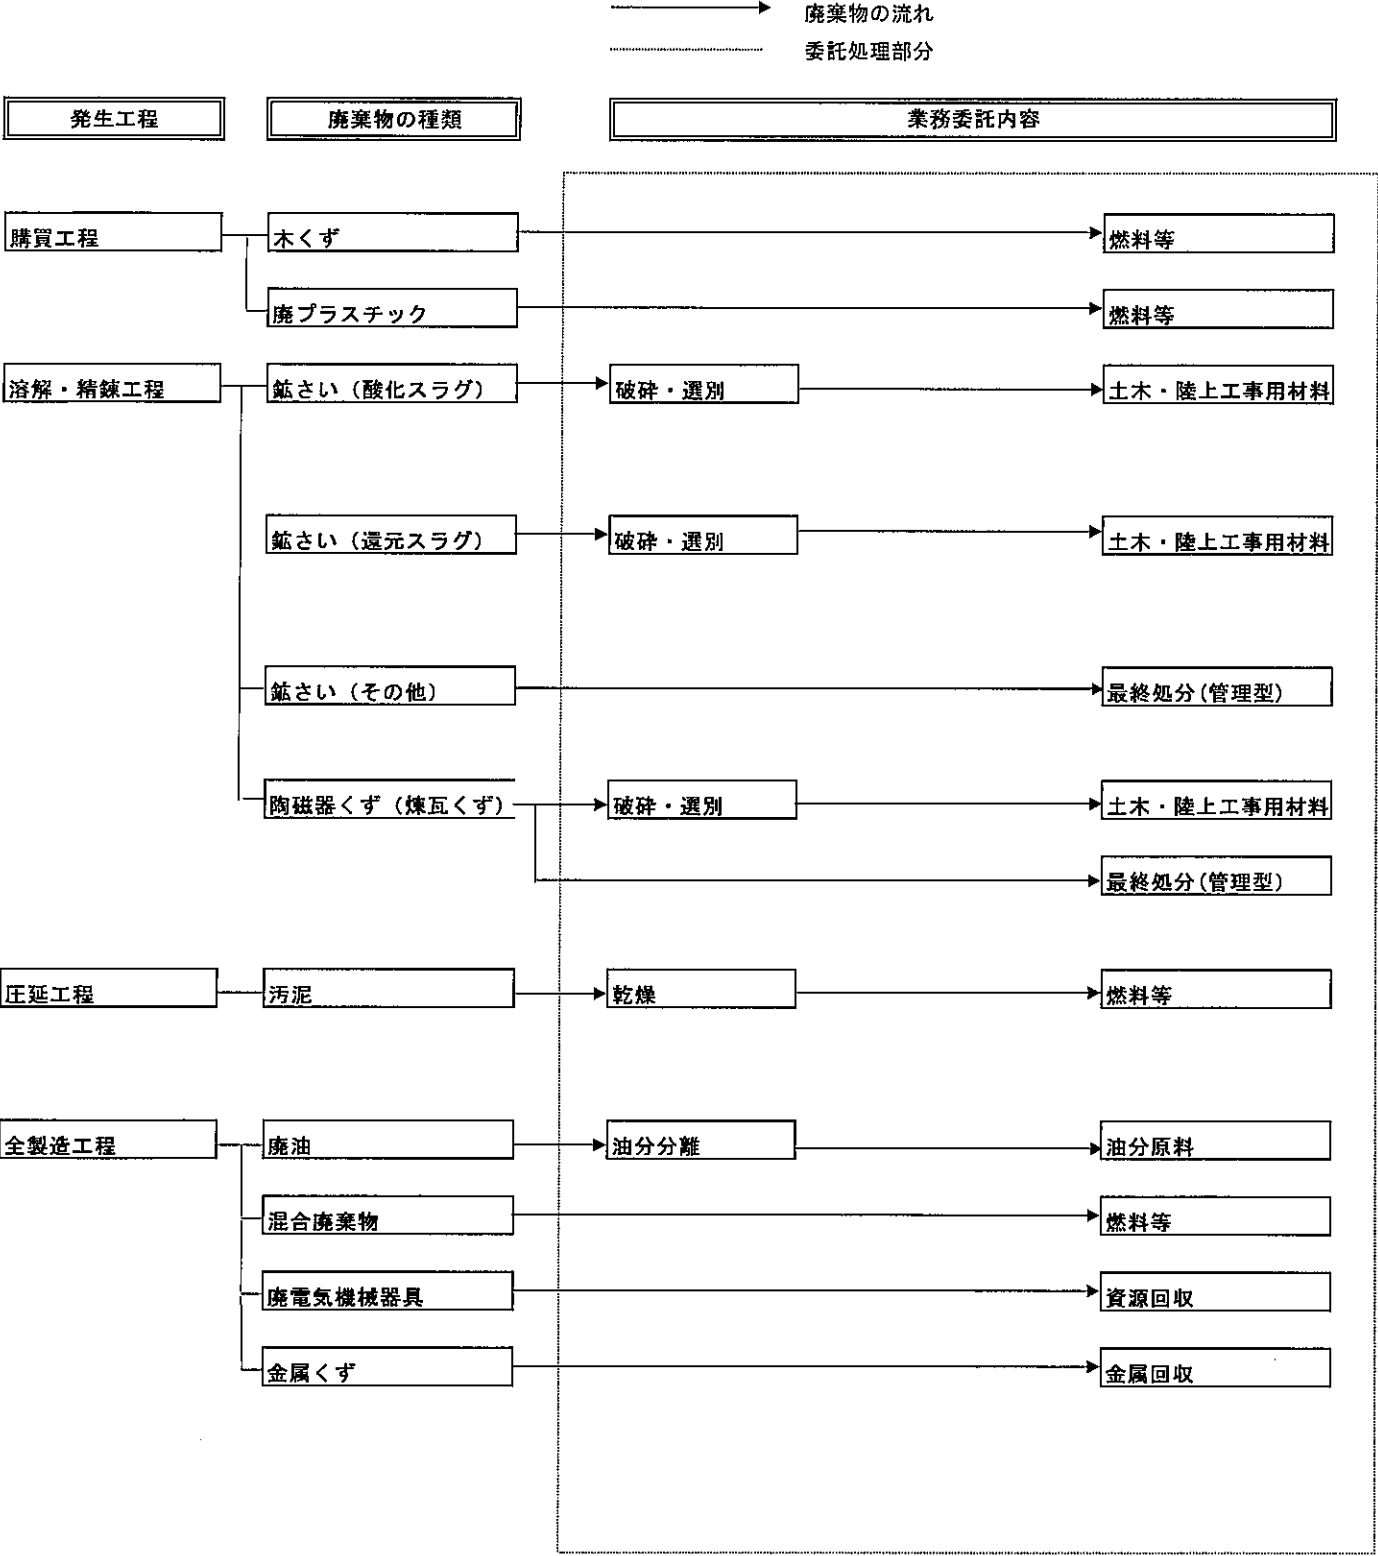 廃棄物の流れ
委託処理部分
発生工程 廃棄物の種類 業務委託内容
購買工程 木くず 燃料等
廃プラスチック 燃料等
溶解・精錬工程 鉱さい（酸化スラグ） 破砕・選別 土木・陸上工事用材料
鉱さい（還元スラグ） 破砕・選別 土木・陸上工事用材料
鉱さい（その他） 最終処分(管理型)
陶磁器くず（煉瓦くず） 破砕・選別 土木・陸上工事用材料
最終処分(管理型)
圧延工程 汚泥 乾燥 燃料等
全製造工程 廃油 油分分離 油分原料
混合廃棄物 燃料等
廃電気機械器具 資源回収
金属くず 金属回収